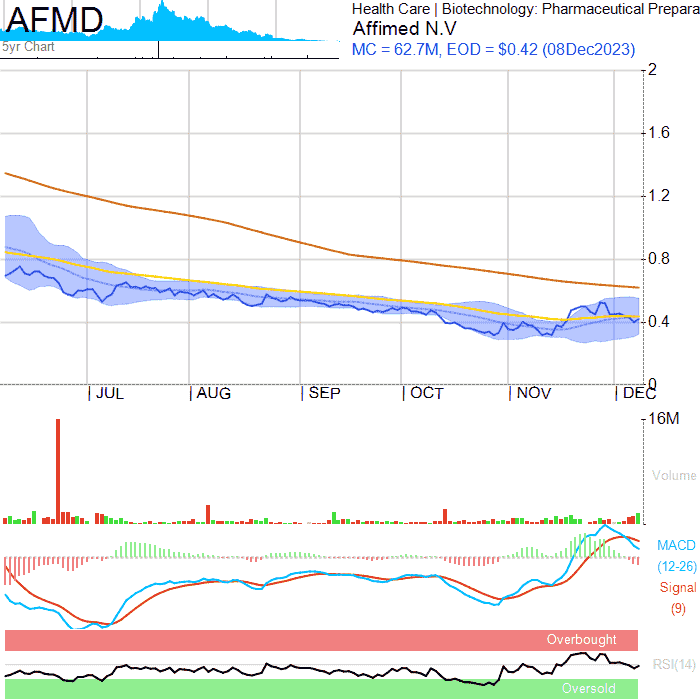 AFMD
5yr Chart
Health Care | Biotechnology: Pharmaceutical Prepara
Affimed N.V
MC = 62.7M, EOD = $0.42 (08Dec2023)
2
1.6
1.2
0.8
0.4
0
JUL
AUG
SEP
OCT
NOV
DEC
16M
Volume
MACD
(12-26)
Signal
(9)
Overbought
RSI(14)
Oversold